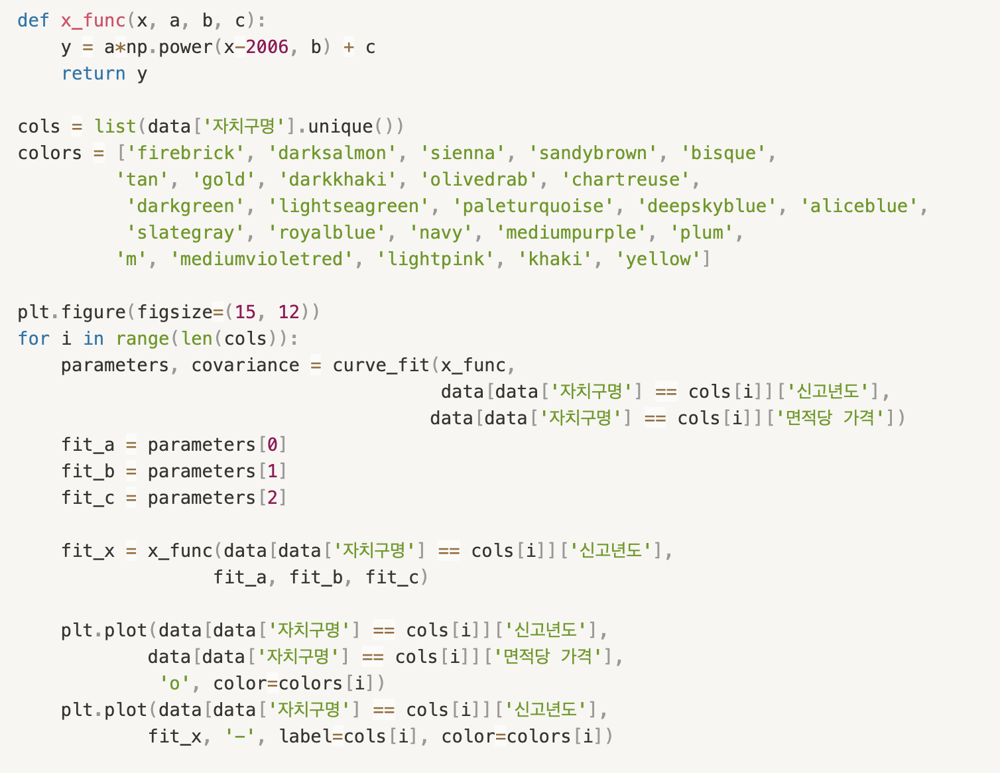 def x_func(x, a, b, c):
    y = a*np.power(x-2006, b) + c
    return y

cols = list(data['자치구명'].unique())
colors = ['firebrick', 'darksalmon', 'sienna', 'sandybrown', 'bisque',
         'tan', 'gold', 'darkkhaki', 'olivedrab', 'chartreuse',
          'darkgreen', 'lightseagreen', 'paleturquoise', 'deepskyblue', 'aliceblue',
          'slategray', 'royalblue', 'navy', 'mediumpurple', 'plum',
         'm', 'mediumvioletred', 'lightpink', 'khaki', 'yellow']

plt.figure(figsize=(15, 12))
for i in range(len(cols)):
    parameters, covariance = curve_fit(x_func,
                                       data[data['자치구명'] == cols[i]]['신고년도'],
                                      data[data['자치구명'] == cols[i]]['면적당 가격'])
    fit_a = parameters[0]
    fit_b = parameters[1]
    fit_c = parameters[2]

    fit_x = x_func(data[data['자치구명'] == cols[i]]['신고년도'],
                  fit_a, fit_b, fit_c)

    plt.plot(data[data['자치구명'] == cols[i]]['신고년도'],
            data[data['자치구명'] == cols[i]]['면적당 가격'],
             'o', color=colors[i])
    plt.plot(data[data['자치구명'] == cols[i]]['신고년도'],
            fit_x, '-', label=cols[i], color=colors[i])